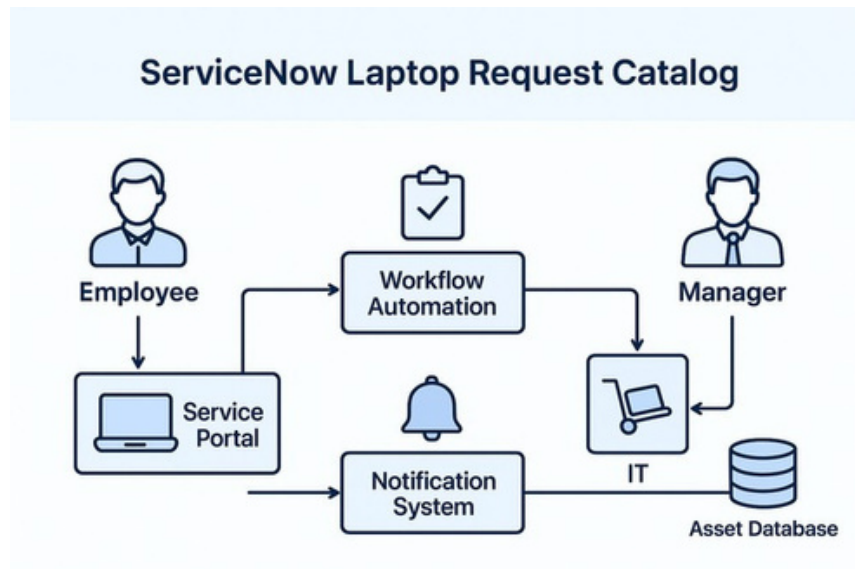 ServiceNow Laptop Request Catalog
Employee
Workflow
Automation
Manager
Service
Portal
Notification
System
IT
Asset Database